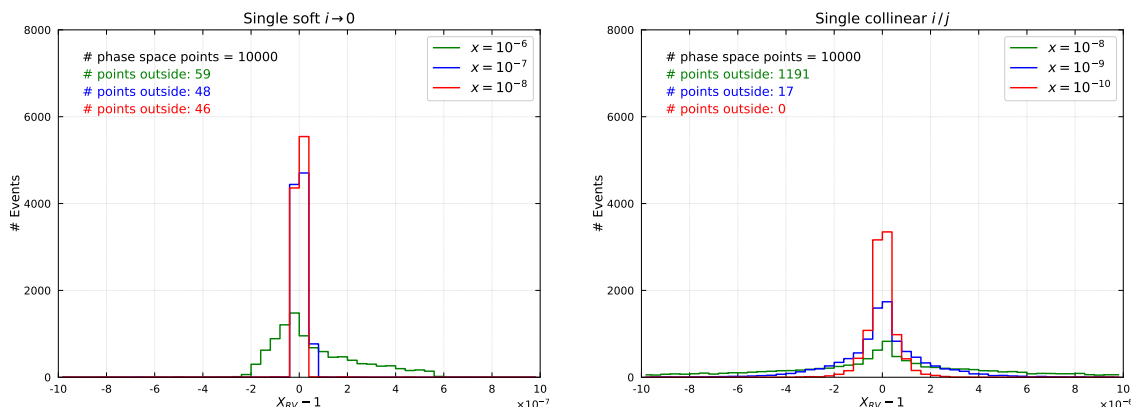 Single soft i → 0
8000
6000
4000
2000
0
# Events
# phase space points = 10000
# points outside: 59
# points outside: 48
# points outside: 46
x = 10⁻⁶
x = 10⁻⁷
x = 10⁻⁸
-10 -8 -6 -4 -2 0 2 4 6 8 10
X_RV − 1
×10⁻⁷
Single collinear i / j
8000
6000
4000
2000
0
# Events
# phase space points = 10000
# points outside: 1191
# points outside: 17
# points outside: 0
x = 10⁻⁸
x = 10⁻⁹
x = 10⁻¹⁰
-10 -8 -6 -4 -2 0 2 4 6 8 10
X_RV − 1